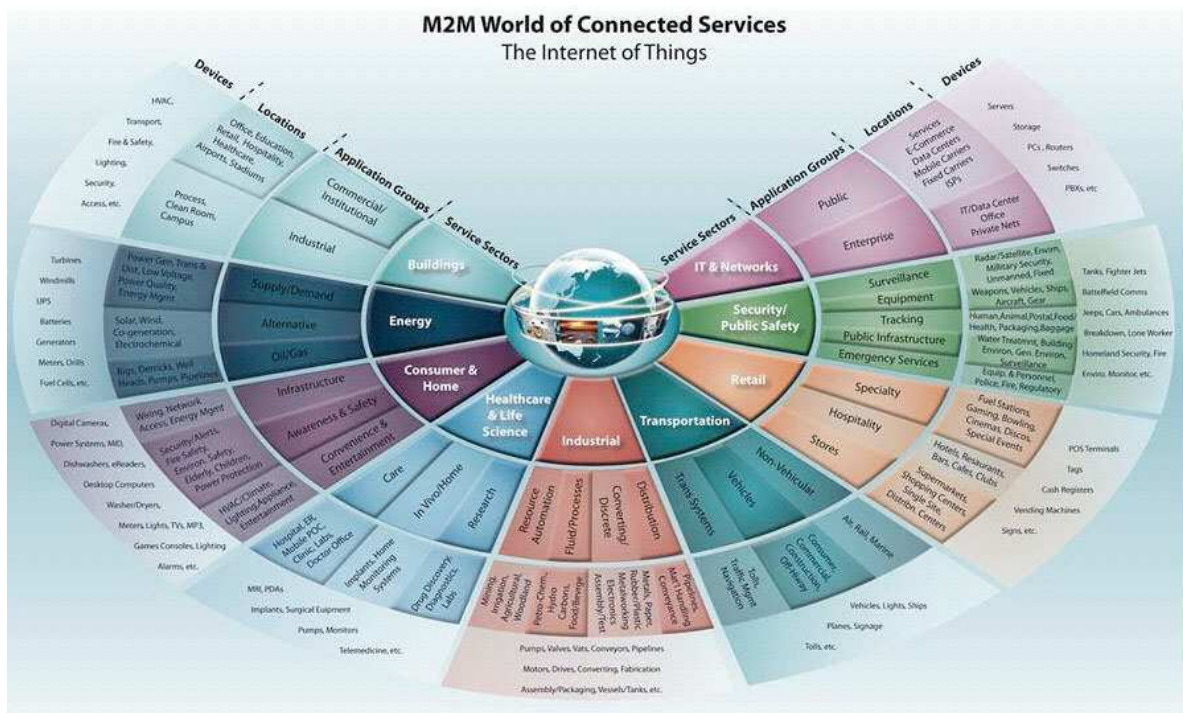 M2M World of Connected Services
The Internet of Things
Devices
Locations
Application Groups
Service Sectors
Service Sectors
Application Groups
Locations
Devices
HVAC,
Transport,
Fire & Safety,
Lighting,
Security,
Access, etc.
Office, Education,
Retail, Hospitality,
Healthcare,
Airports, Stadiums
Process,
Clean Room,
Campus
Commercial/
Institutional
Industrial
Buildings
Turbines
Windmills
UPS
Batteries
Generators
Meters, Drills
Fuel Cells, etc.
Power Gen, Trans &
Dist, Low Voltage,
Power Quality,
Energy Mgmt
Solar, Wind,
Co-generation,
Electrochemical
Rigs, Derricks, Well
Heads, Pumps, Pipelines
Supply/Demand
Alternative
Oil/Gas
Energy
Digital Cameras,
Power Systems, MID,
Dishwashers, eReaders,
Desktop Computers
Washer/Dryers,
Meters, Lights, TVs, MP3,
Games Consoles, Lighting
Alarms, etc.
Wiring, Network
Access, Energy Mgmt
Security/Alerts,
Fire Safety,
Environ. Safety,
Elderly, Children,
Power Protection
HVAC/Climate,
Lighting, Appliance,
Entertainment
Infrastructure
Awareness & Safety
Convenience &
Entertainment
Consumer &
Home
MRI, PDAs
Implants, Surgical Euipment
Pumps, Monitors
Telemedicine, etc.
Hospital, ER,
Mobile POC,
Clinic, Labs,
Doctor Office
Implants, Home
Monitoring
Systems
Drug Discovery,
Diagnostics,
Labs
Care
In Vivo/Home
Research
Healthcare
& Life
Science
Industrial
Resource
Automation
Fluid/Processes
Converting/
Discrete
Distribution
Mining,
Irrigation,
Agricultural,
Woodland
Petro-Chem,
Hydro
Carbons,
Food/Bevrge
Metals, Paper,
Rubber/Plastic
Metalworking
Electronics
Assembly/Test
Pipelines,
Mat'l Handling
Conveyance
Pumps, Valves, Vats, Conveyors, Pipelines
Motors, Drives, Converting, Fabrication
Assembly/Packaging, Vessels/Tanks, etc.
Transportation
Trans Systems
Vehicles
Non-Vehicular
Tolls,
Traffic Mgmt
Navigation
Consumer,
Commercial,
Construction,
Off-Hiway
Air, Rail, Marine
Vehicles, Lights, Ships
Planes, Signage
Tolls, etc.
Retail
Specialty
Hospitality
Stores
Fuel Stations,
Gaming, Bowling,
Cinemas, Discos,
Special Events
Hotels, Restaurants,
Bars, Cafes, Clubs
Supermarkets,
Shopping Centers,
Single Site,
Distribn. Centers
POS Terminals
Tags
Cash Registers
Vending Machines
Signs, etc.
Security/
Public Safety
Surveillance
Equipment
Tracking
Public Infrastructure
Emergency Services
Radar/Satellite, Environ,
Military Security,
Unmanned, Fixed
Weapons, Vehicles, Ships,
Aircraft, Gear
Human,Animal,Postal,Food/
Health, Packaging,Baggage
Water Treatmnt, Building
Environ, Gen. Environ,
Surveillance
Equip. & Personnel,
Police, Fire, Regulatory
Tanks, Fighter Jets
Battelfield Comms
Jeeps, Cars, Ambulances
Breakdown, Lone Worker
Homeland Security, Fire
Enviro, Monitor, etc.
IT & Networks
Public
Enterprise
Services
E-Commerce
Data Centers
Mobile Carriers
Fixed Carriers
ISPs
IT/Data Center
Office
Private Nets
Servers
Storage
PCs , Routers
Switches
PBXs, etc